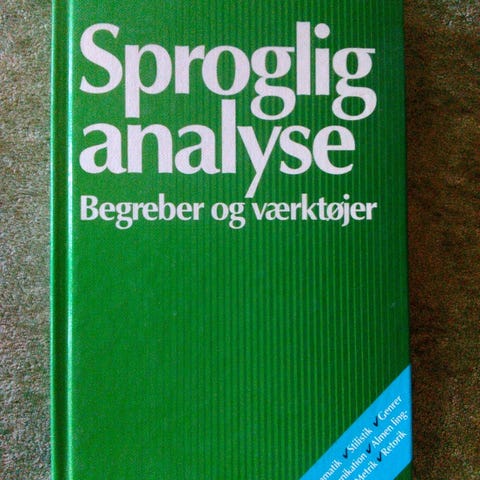 Sproglig
analyse
Begreber og værktøjer
✓ Stilistik ✓ Genrer
✓ Almen ling-
Metrik ✓ Retorik